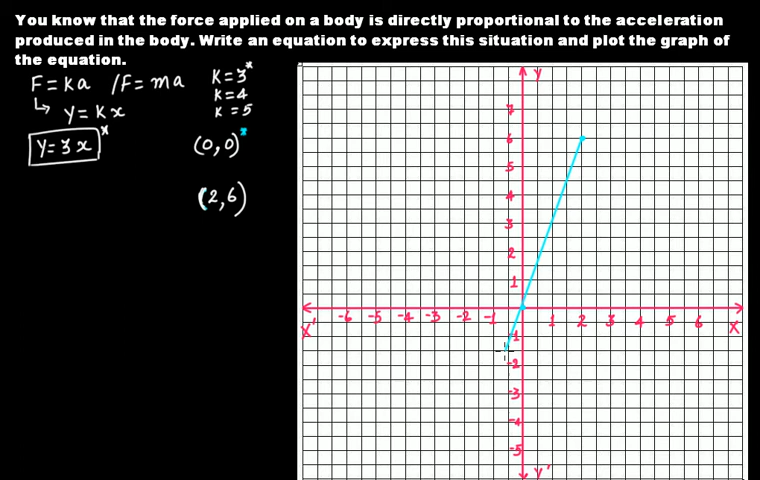 You know that the force applied on a body is directly proportional to the acceleration
produced in the body. Write an equation to express this situation and plot the graph of
the equation.
F = Ka /F = ma
↳ Y = K x
Y = 3 x
K = 3*
K = 4
K = 5
(0,0)
(2,6)
Y
7
6
5
4
3
2
1
X' -6 -5 -4 -3 -2 -1 1 2 3 4 5 6 X
-1
-2
-3
-4
-5
Y'